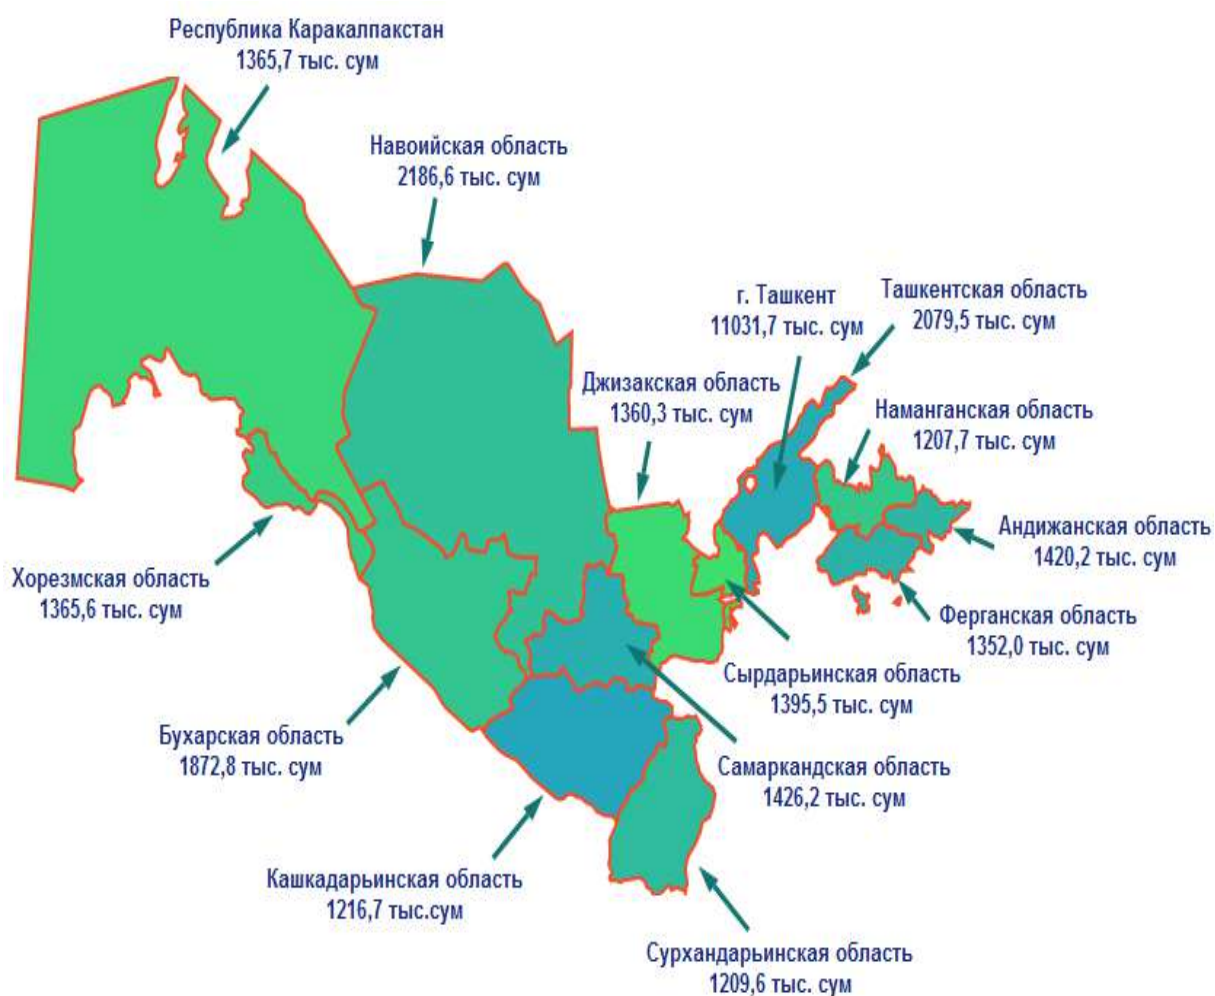 Республика Каракалпакстан
1365,7 тыс. сум
Навоийская область
2186,6 тыс. сум
г. Ташкент
11031,7 тыс. сум
Ташкентская область
2079,5 тыс. сум
Джизакская область
1360,3 тыс. сум
Наманганская область
1207,7 тыс. сум
Андижанская область
1420,2 тыс. сум
Хорезмская область
1365,6 тыс. сум
Ферганская область
1352,0 тыс. сум
Сырдарьинская область
1395,5 тыс. сум
Бухарская область
1872,8 тыс. сум
Самаркандская область
1426,2 тыс. сум
Кашкадарьинская область
1216,7 тыс.сум
Сурхандарьинская область
1209,6 тыс. сум